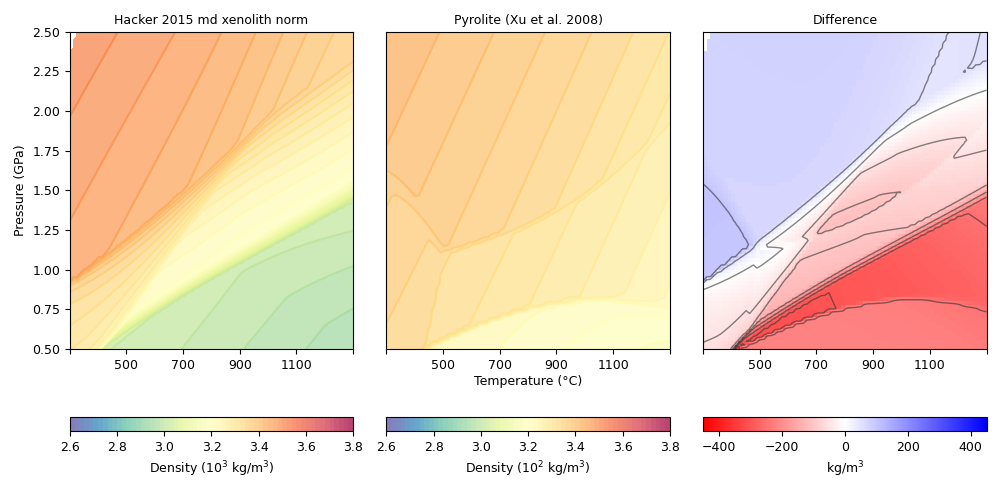 Hacker 2015 md xenolith norm
Pyrolite (Xu et al. 2008)
Difference
2.50
2.25
2.00
1.75
1.50
1.25
1.00
0.75
0.50
Pressure (GPa)
500 700 900 1100
500 700 900 1100
500 700 900 1100
Temperature (°C)
2.6 2.8 3.0 3.2 3.4 3.6 3.8
2.6 2.8 3.0 3.2 3.4 3.6 3.8
−400 −200 0 200 400
Density (10³ kg/m³)
Density (10² kg/m³)
kg/m³